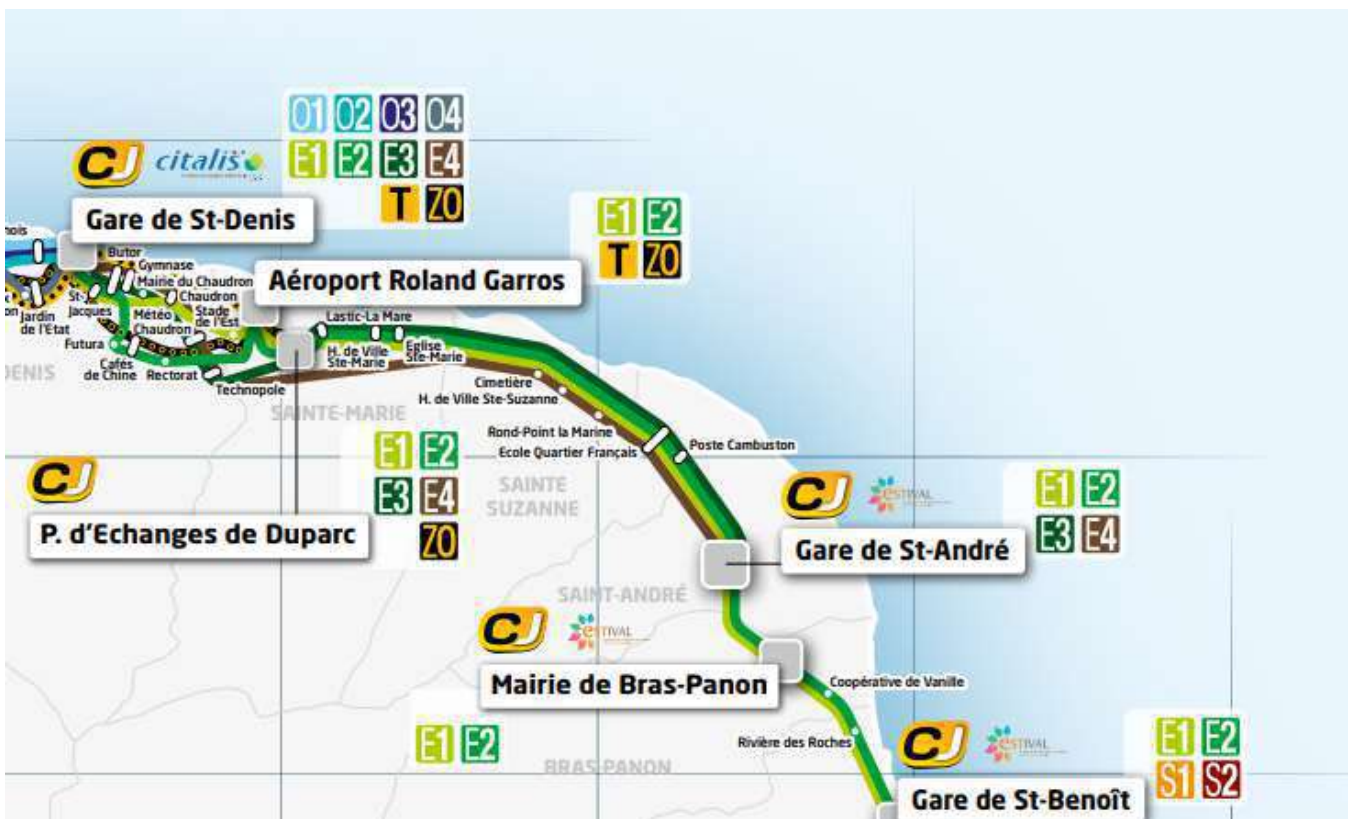 O1 O2 O3 O4
CJ citalis E1 E2 E3 E4
T ZO
Gare de St-Denis
E1 E2
T ZO
Butor
Gymnase
Mairie du Chaudron
Aéroport Roland Garros
Chaudron
St-
Jacques
Météo
Chaudron
Stade
de l'Est
Jardin
de l'Etat
Futura
Cafés
de Chine
Rectorat
Technopole
Lastic-La Mare
H. de Ville
Ste-Marie
Eglise
Ste-Marie
DENIS
SAINTE-MARIE
Cimetière
H. de Ville Ste-Suzanne
Rond-Point la Marine
Ecole Quartier Français
Poste Cambuston
CJ
P. d'Echanges de Duparc
E1 E2
E3 E4
ZO
SAINTE
SUZANNE
CJ ESTIVAL
Gare de St-André
E1 E2
E3 E4
SAINT-ANDRÉ
CJ ESTIVAL
Mairie de Bras-Panon
E1 E2
Coopérative de Vanille
Rivière des Roches
BRAS-PANON
CJ ESTIVAL
Gare de St-Benoît
E1 E2
S1 S2